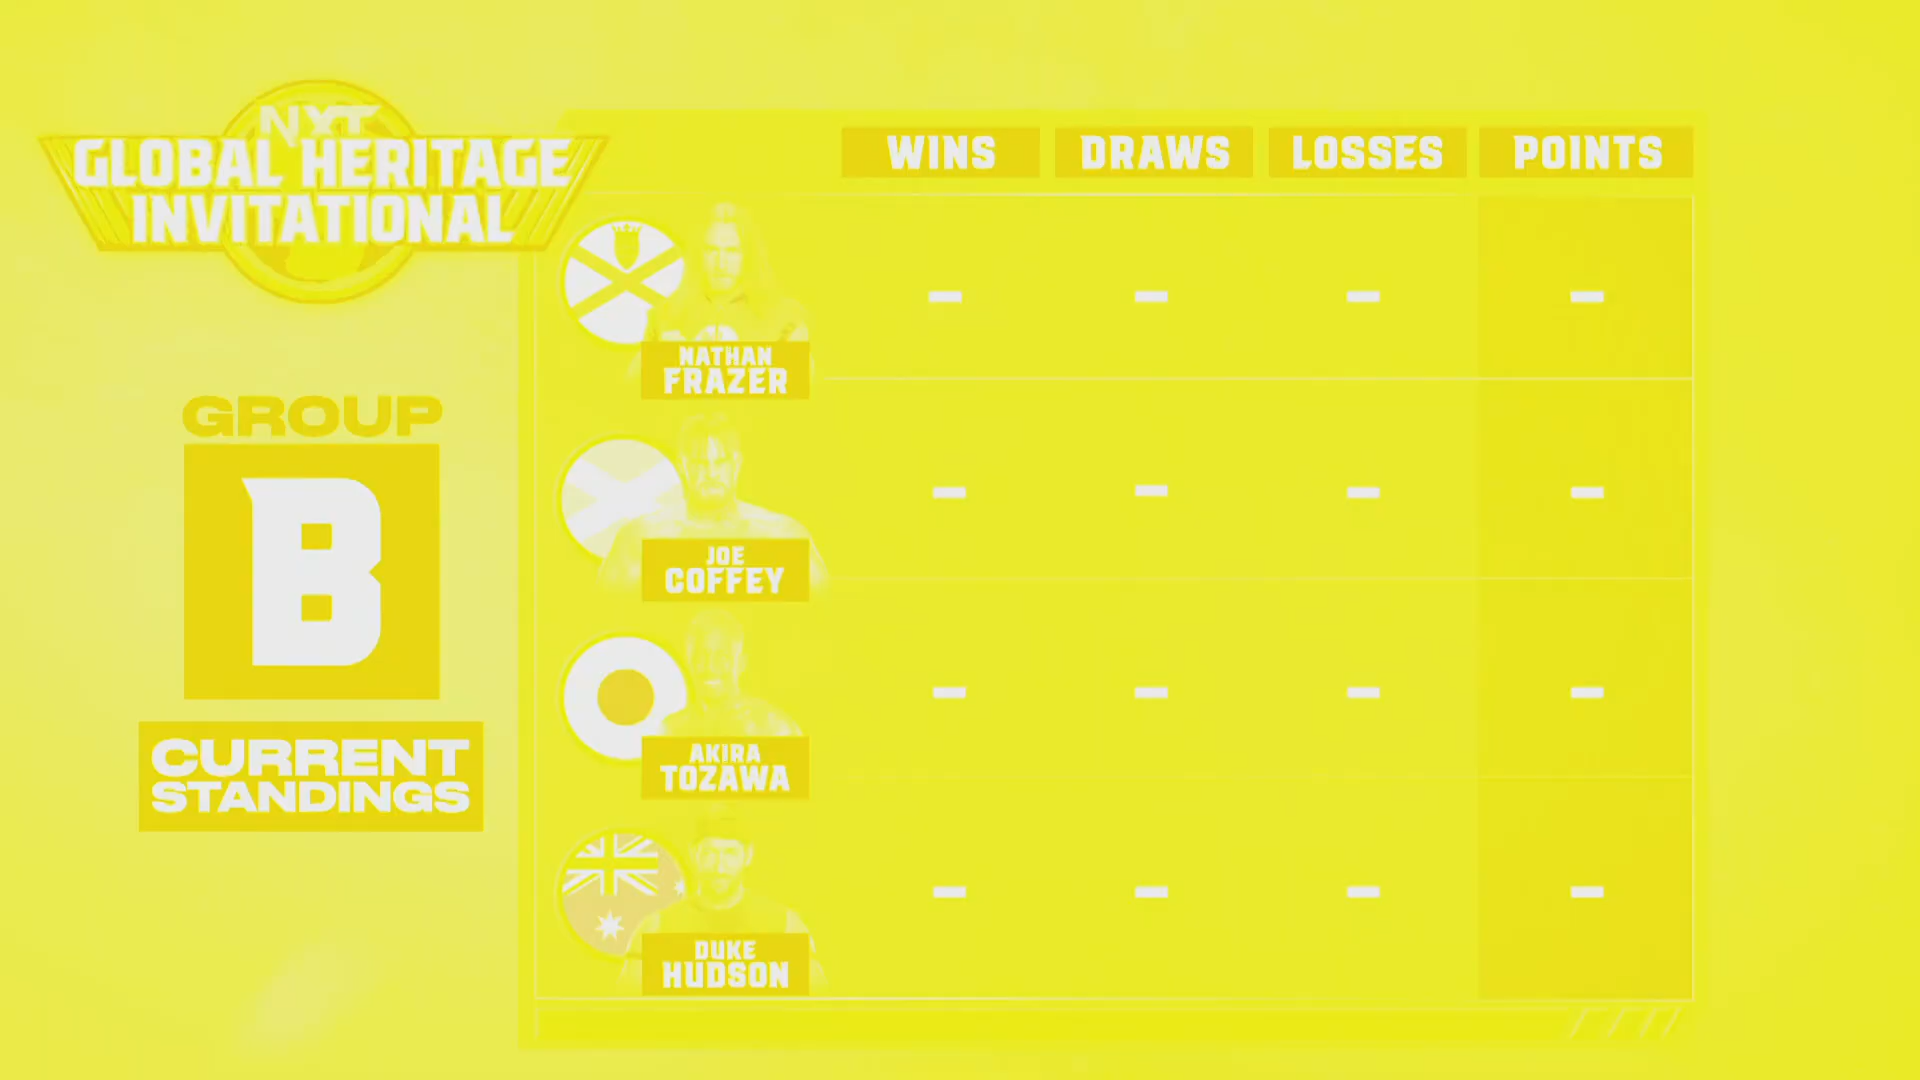 NXT
GLOBAL HERITAGE
INVITATIONAL
GROUP
B
CURRENT
STANDINGS
WINS DRAWS LOSSES POINTS
NATHAN
FRAZER
- - - -
JOE
COFFEY
- - - -
AKIRA
TOZAWA
- - - -
DUKE
HUDSON
- - - -